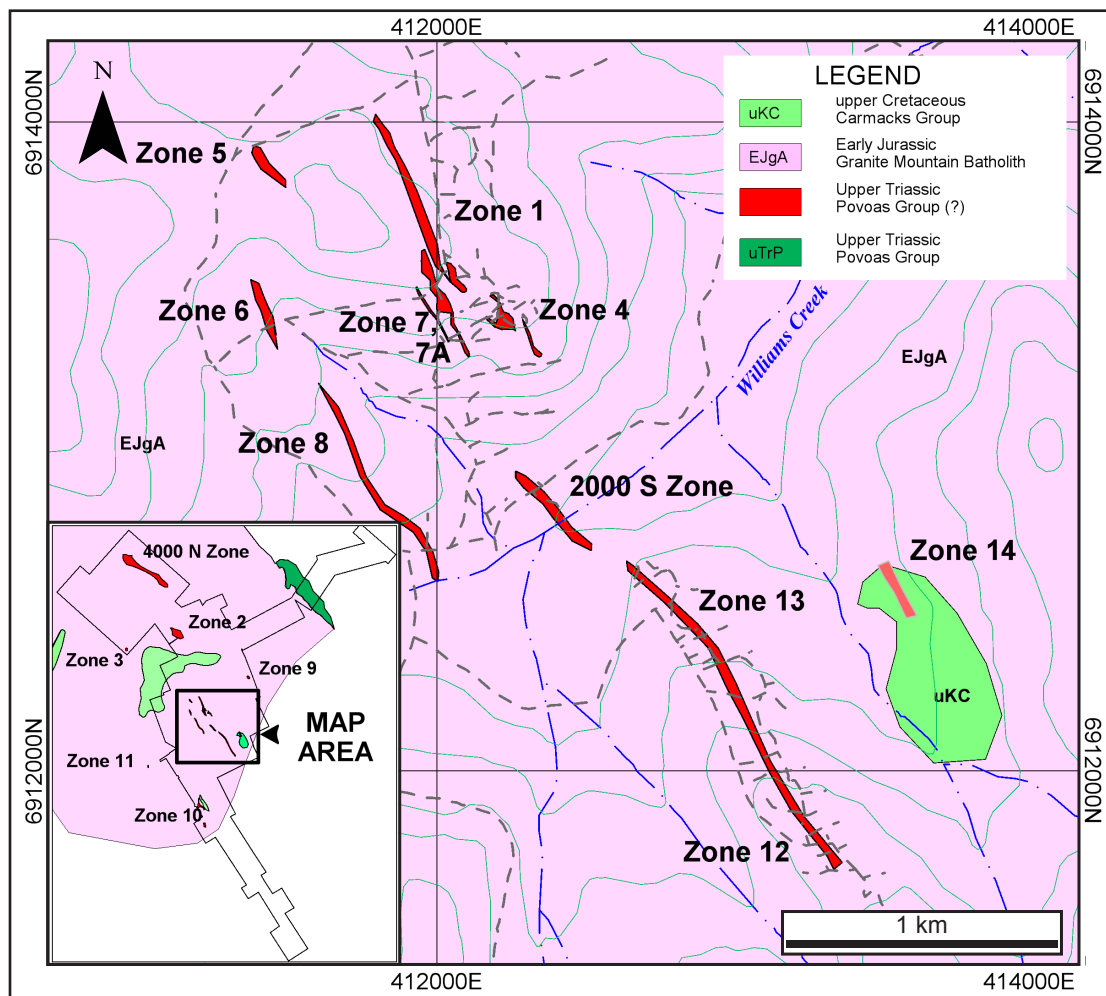 412000E
414000E
6914000N
6914000N
N
LEGEND
uKC
upper Cretaceous
Carmacks Group
EJgA
Early Jurassic
Granite Mountain Batholith
Upper Triassic
Povoas Group (?)
uTrP
Upper Triassic
Povoas Group
Zone 5
Zone 1
Zone 6
Zone 7,
7A
Zone 4
Williams Creek
EJgA
EJgA
Zone 8
2000 S Zone
Zone 14
Zone 13
uKC
Zone 12
4000 N Zone
Zone 2
Zone 3
Zone 9
MAP
AREA
Zone 11
Zone 10
6912000N
6912000N
1 km
412000E
414000E